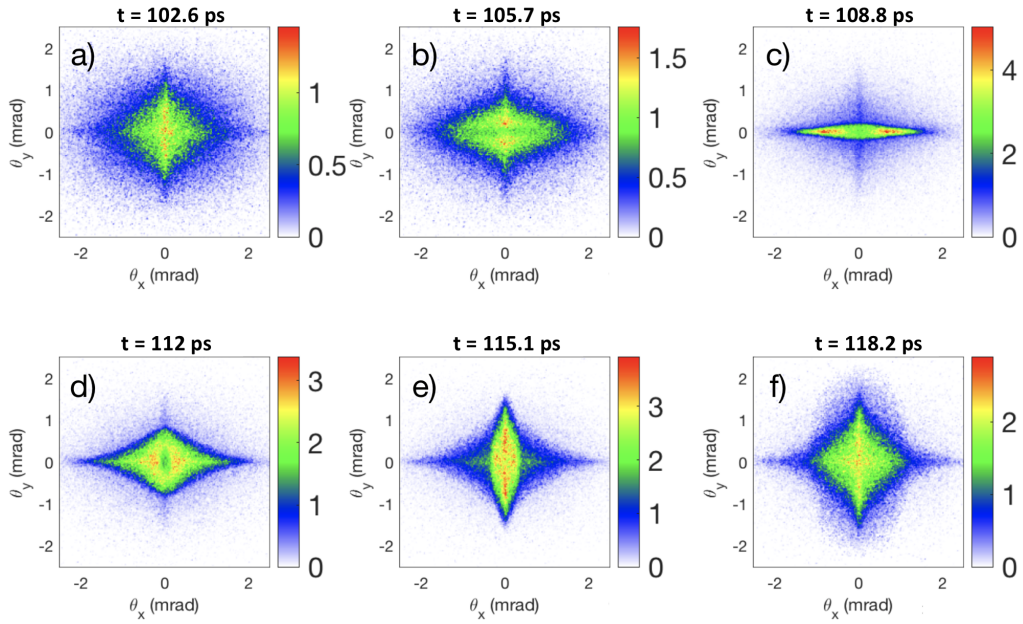 t = 102.6 ps
a)
2
1
0
-1
-2
θy (mrad)
-2 0 2
θx (mrad)
1
0.5
0
t = 105.7 ps
b)
2
1
0
-1
-2
θy (mrad)
-2 0 2
θx (mrad)
1.5
1
0.5
0
t = 108.8 ps
c)
2
1
0
-1
-2
θy (mrad)
-2 0 2
θx (mrad)
4
2
0
t = 112 ps
d)
2
1
0
-1
-2
θy (mrad)
-2 0 2
θx (mrad)
3
2
1
0
t = 115.1 ps
e)
2
1
0
-1
-2
θy (mrad)
-2 0 2
θx (mrad)
3
2
1
0
t = 118.2 ps
f)
2
1
0
-1
-2
θy (mrad)
-2 0 2
θx (mrad)
2
1
0